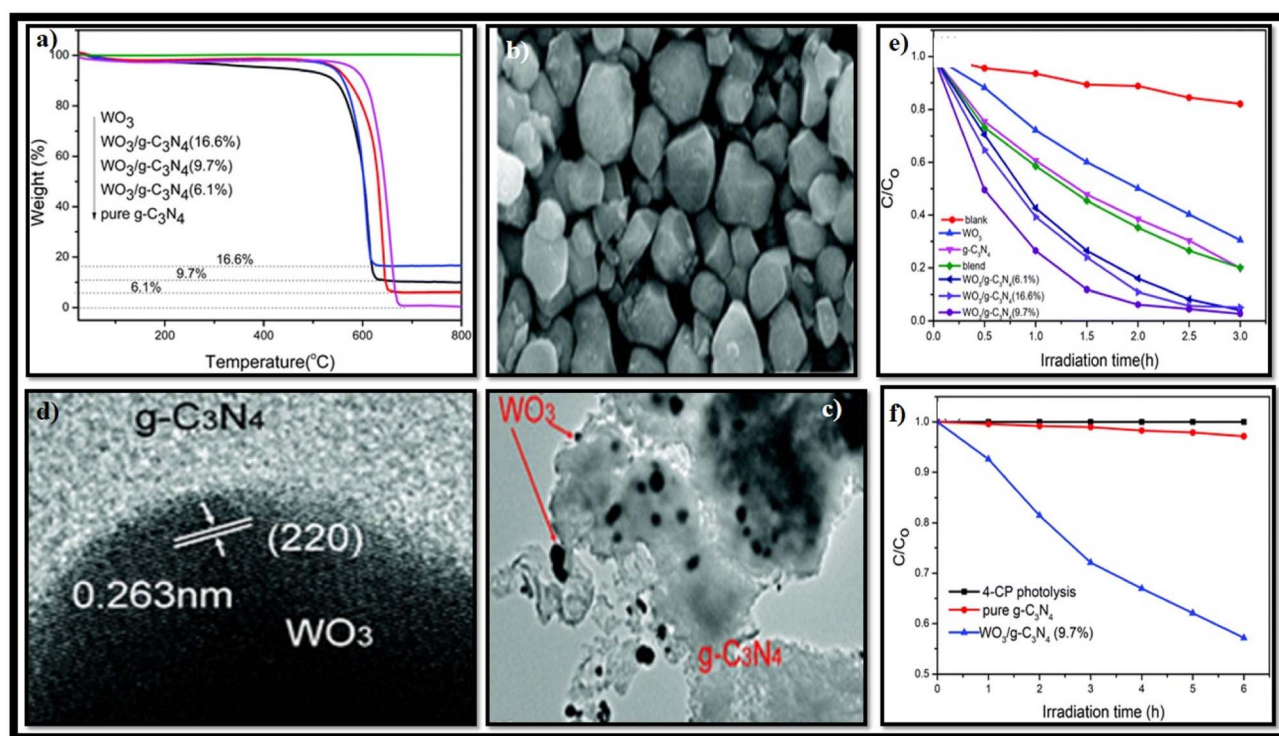 a)
100
80
60
40
20
0
Weight (%)
WO₃
WO₃/g-C₃N₄(16.6%)
WO₃/g-C₃N₄(9.7%)
WO₃/g-C₃N₄(6.1%)
pure g-C₃N₄
16.6%
9.7%
6.1%
200 400 600 800
Temperature(°C)
b)
e)
1.0
0.8
0.6
0.4
0.2
0.0
C/Co
blank
WO₃
g-C₃N₄
blend
WO₃/g-C₃N₄(6.1%)
WO₃/g-C₃N₄(16.6%)
WO₃/g-C₃N₄(9.7%)
0.0 0.5 1.0 1.5 2.0 2.5 3.0
Irradiation time(h)
d)
g-C₃N₄
(220)
0.263nm
WO₃
c)
WO₃
g-C₃N₄
f)
1.0
0.9
0.8
0.7
0.6
0.5
C/Co
4-CP photolysis
pure g-C₃N₄
WO₃/g-C₃N₄ (9.7%)
0 1 2 3 4 5 6
Irradiation time (h)